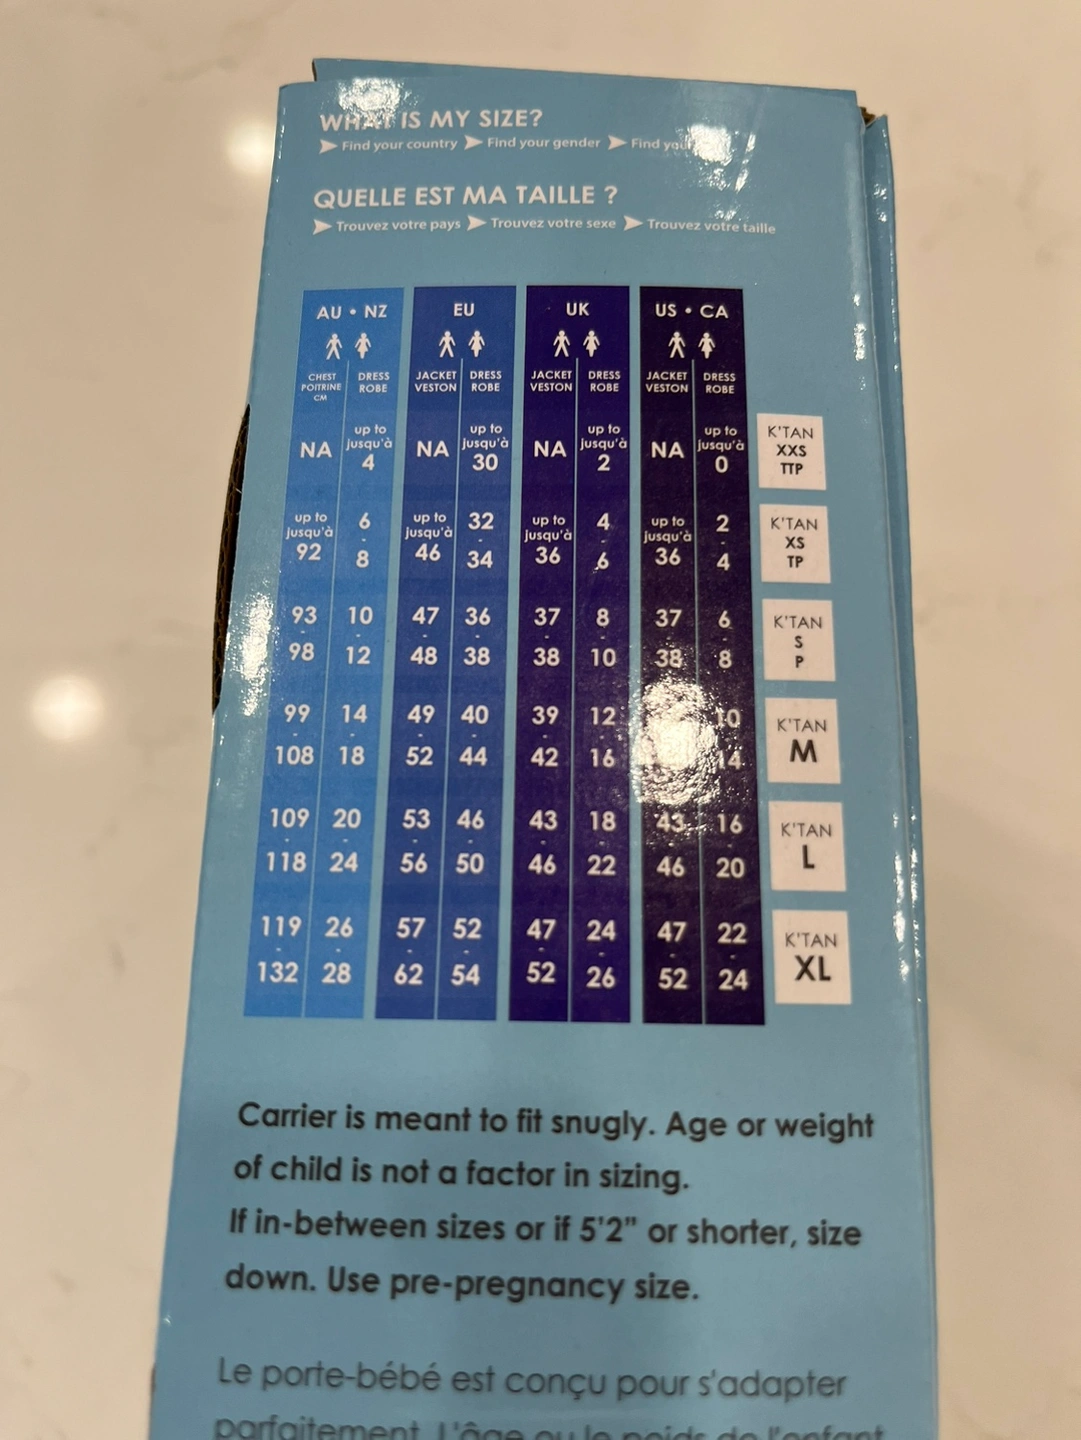 WHAT IS MY SIZE?
Find your country Find your gender Find
QUELLE EST MA TAILLE ?
Trouvez votre pays Trouvez votre sexe Trouvez votre taille
AU • NZ EU UK US • CA
CHEST POITRINE CM DRESS ROBE JACKET VESTON DRESS ROBE JACKET VESTON DRESS ROBE JACKET VESTON DRESS ROBE
NA up to jusqu'à 4 NA up to jusqu'à 30 NA up to jusqu'à 2 NA up to jusqu'à 0 K'TAN XXS TTP
up to jusqu'à 92 6 - 8 up to jusqu'à 46 32 - 34 up to jusqu'à 36 4 - 6 up to jusqu'à 36 2 - 4 K'TAN XS TP
93 - 98 10 - 12 47 - 48 36 - 38 37 - 38 8 - 10 37 - 38 6 - 8 K'TAN S P
99 - 108 14 - 18 49 - 52 40 - 44 39 - 42 12 - 16 10 - 14 K'TAN M
109 - 118 20 - 24 53 - 56 46 - 50 43 - 46 18 - 22 43 - 46 16 - 20 K'TAN L
119 - 132 26 - 28 57 - 62 52 - 54 47 - 52 24 - 26 47 - 52 22 - 24 K'TAN XL
Carrier is meant to fit snugly. Age or weight
of child is not a factor in sizing.
If in-between sizes or if 5'2" or shorter, size
down. Use pre-pregnancy size.
Le porte-bébé est conçu pour s'adapter
parfaitement. L'âge ou le poids de l'enfant